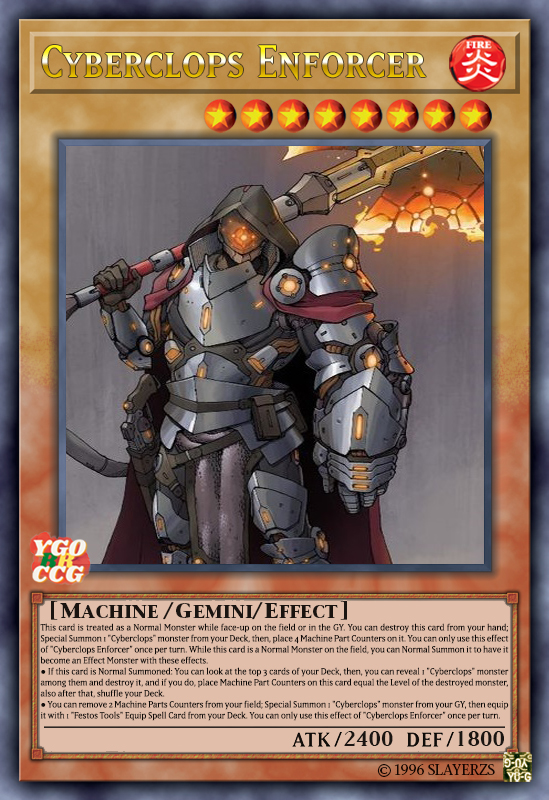 CYBERCLOPS ENFORCER
FIRE
炎
YGO
BR
CCG
[MACHINE /GEMINI/EFFECT]
This card is treated as a Normal Monster while face-up on the field or in the GY. You can destroy this card from your hand;
Special Summon 1 "Cyberclops" monster from your Deck, then, place 4 Machine Part Counters on it. You can only use this effect
of "Cyberclops Enforcer" once per turn. While this card is a Normal Monster on the field, you can Normal Summon it to have it
become an Effect Monster with these effects.
● If this card is Normal Summoned: You can look at the top 3 cards of your Deck, then, you can reveal 1 "Cyberclops" monster
among them and destroy it, and if you do, place Machine Part Counters on this card equal the Level of the destroyed monster,
also after that, shuffle your Deck.
● You can remove 2 Machine Parts Counters from your field; Special Summon 1 "Cyberclops" monster from your GY, then equip
it with 1 "Festos Tools" Equip Spell Card from your Deck. You can only use this effect of "Cyberclops Enforcer" once per turn.
ATK/2400 DEF/1800
© 1996 SLAYERZS
YU-G
YU-G